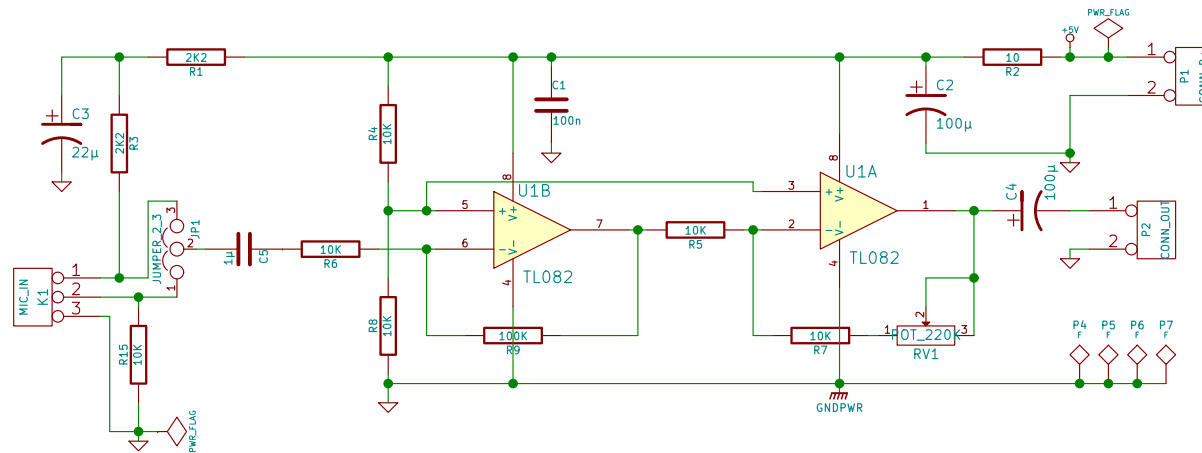 PWR_FLAG
+5V
1
2
P1
2K2
R1
10
R2
C1
100n
C2
100µ
C3
22µ
2K2
R3
R4
10K
8
U1B
V+
V-
5
6
7
4
TL082
8
U1A
V+
V-
3
2
1
4
TL082
C4
100µ
1
2
P2
CONN_OUT
3
2
1
JP1
JUMPER_2_3
1µ
C5
10K
R6
10K
R5
MIC_IN
K1
1
2
3
R15
10K
R8
10K
100K
R9
10K
R7
1
2
3
POT_220K
RV1
P4
F
P5
F
P6
F
P7
F
GNDPWR
PWR_FLAG